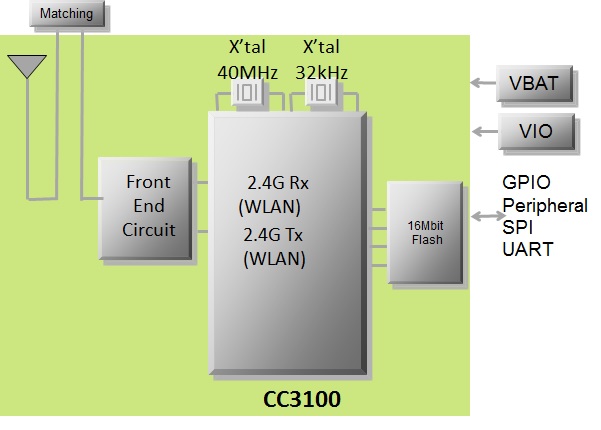 Matching
X’tal
40MHz
X’tal
32kHz
VBAT
VIO
Front
End
Circuit
2.4G Rx
(WLAN)
2.4G Tx
(WLAN)
16Mbit
Flash
GPIO
Peripheral
SPI
UART
CC3100